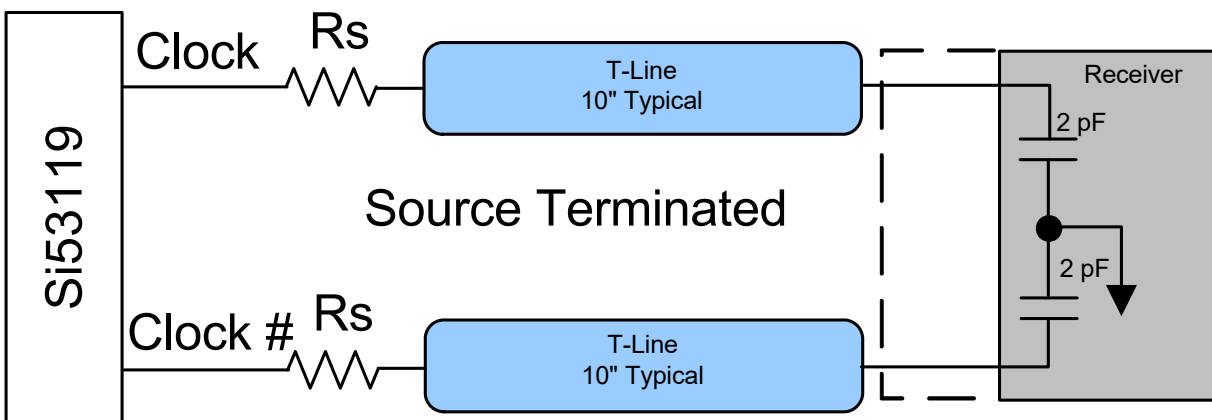 Si53119
Clock
Rs
T-Line
10" Typical
Receiver
2 pF
Source Terminated
2 pF
Clock #
Rs
T-Line
10" Typical